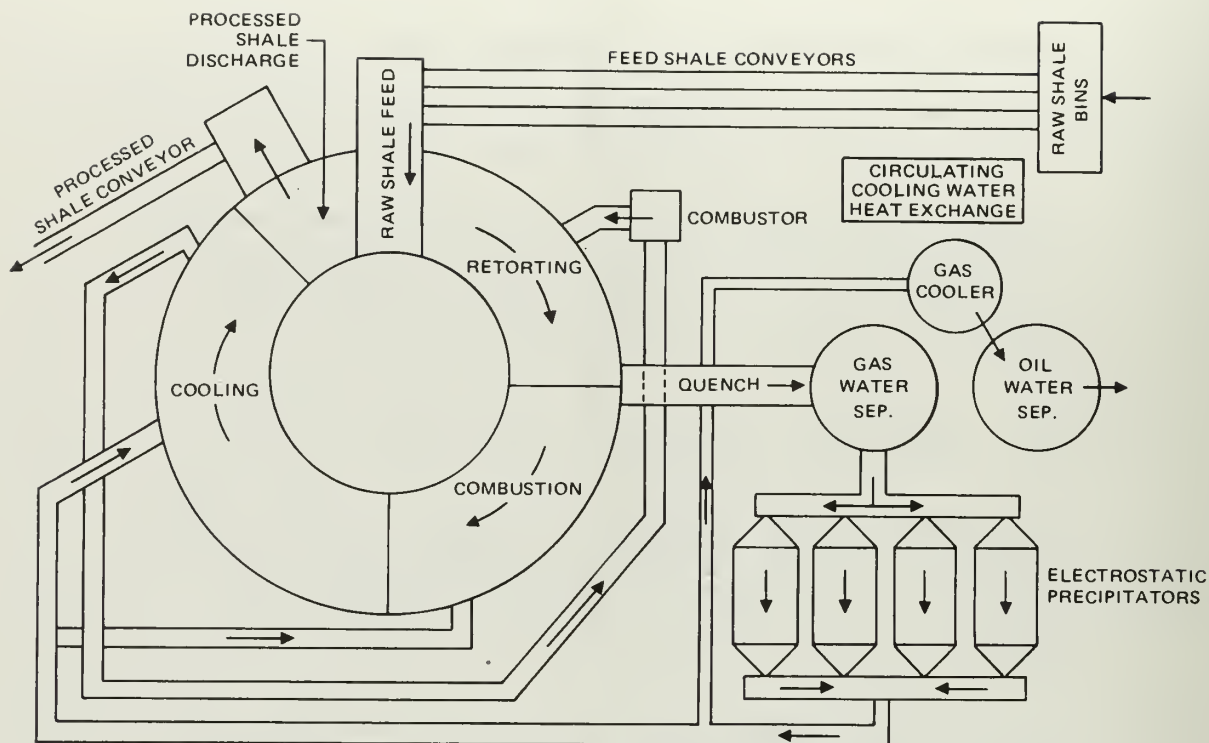 PROCESSED
SHALE
DISCHARGE
FEED SHALE CONVEYORS
RAW SHALE FEED
RAW SHALE
BINS
PROCESSED
SHALE CONVEYOR
CIRCULATING
COOLING WATER
HEAT EXCHANGE
COMBUSTOR
RETORTING
GAS
COOLER
COOLING
QUENCH
GAS
WATER
SEP.
OIL
WATER
SEP.
COMBUSTION
ELECTROSTATIC
PRECIPITATORS